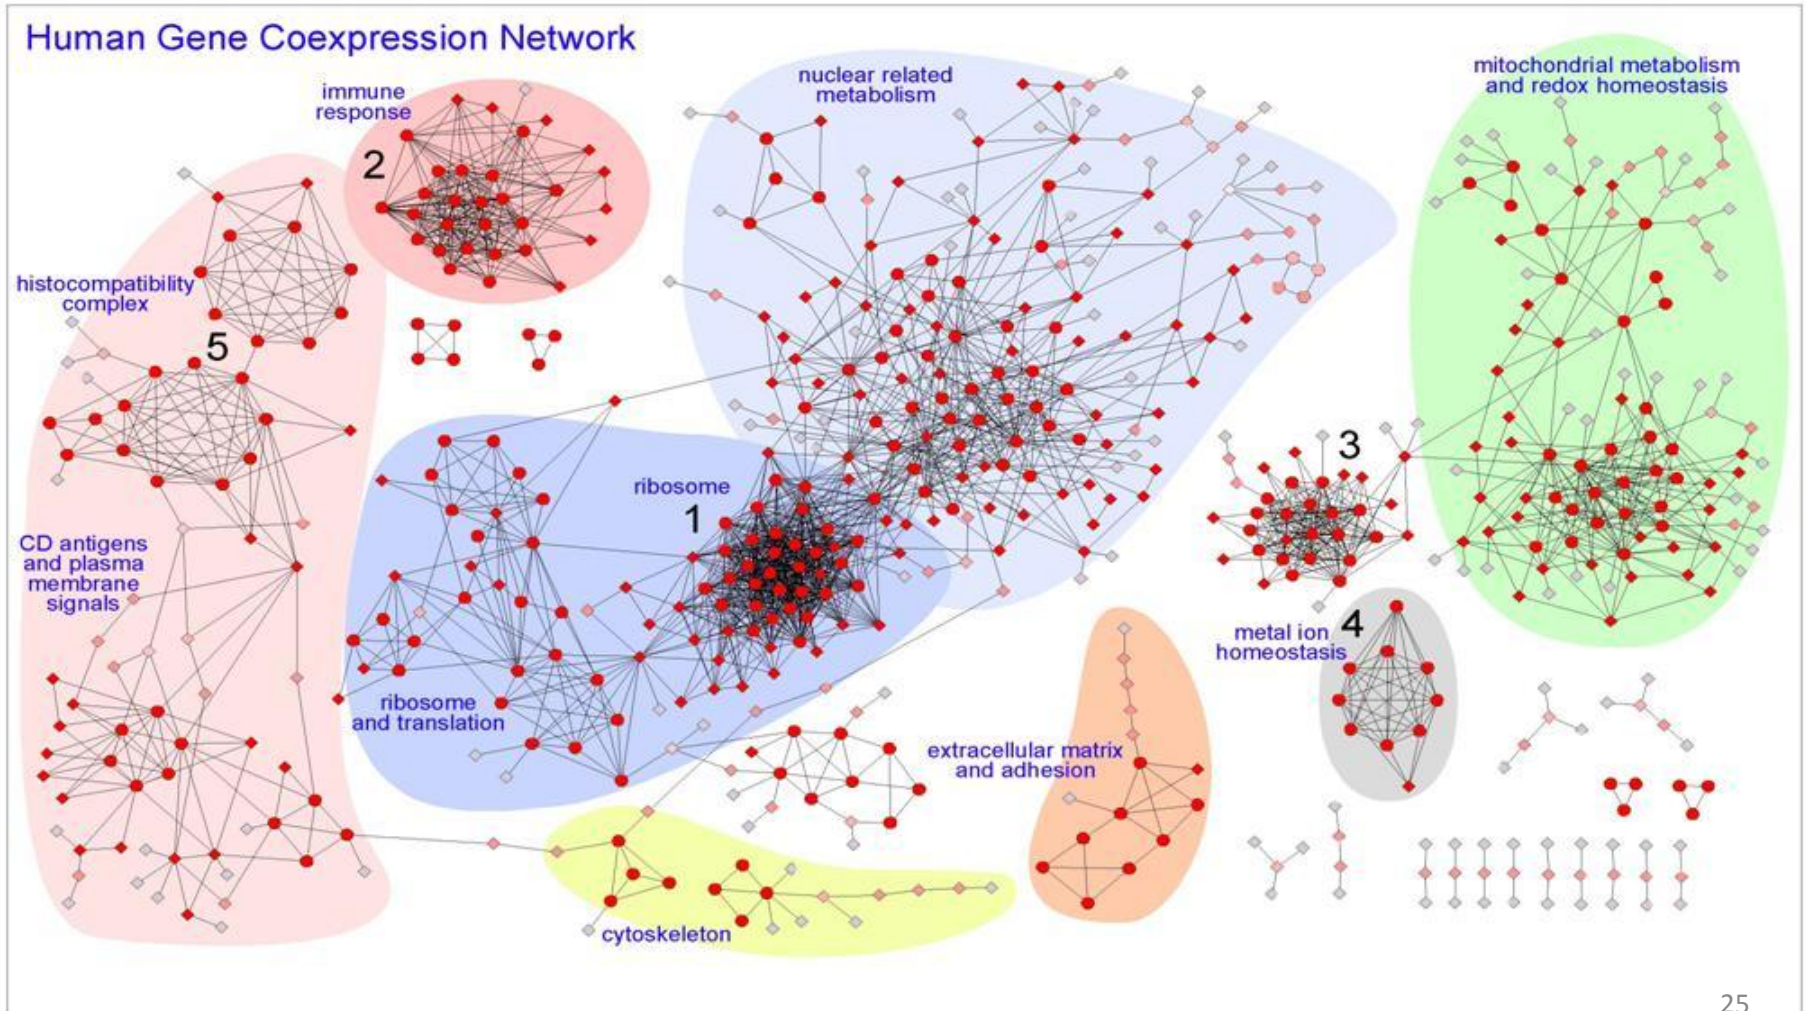 Human Gene Coexpression Network
immune
response
2
nuclear related
metabolism
mitochondrial metabolism
and redox homeostasis
histocompatibility
complex
5
ribosome
1
3
CD antigens
and plasma
membrane
signals
ribosome
and translation
metal ion
homeostasis
4
extracellular matrix
and adhesion
cytoskeleton
25